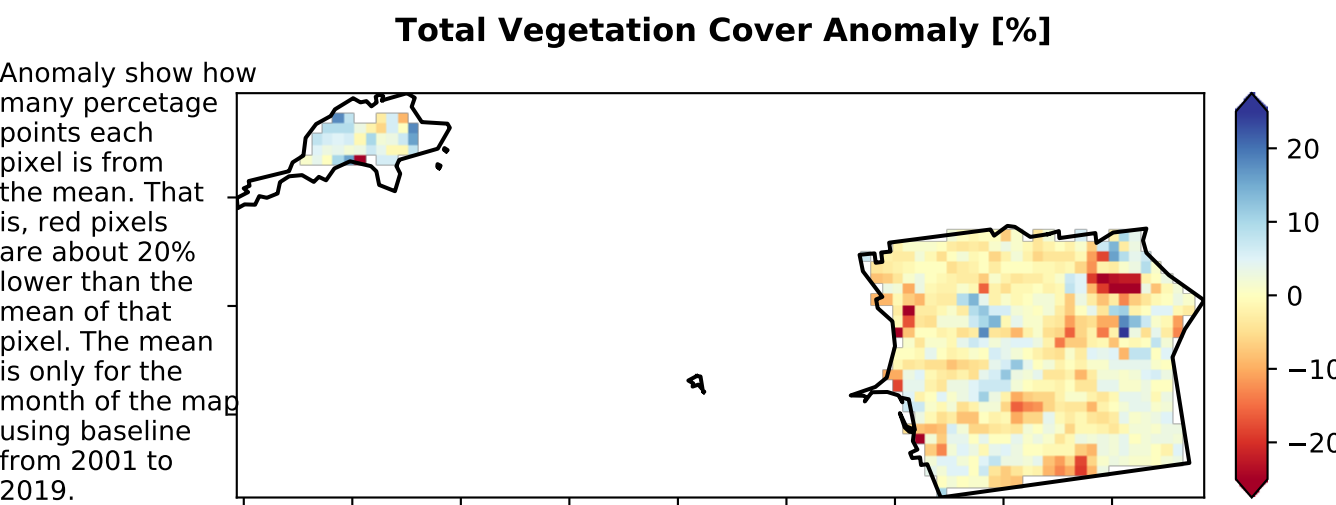 Total Vegetation Cover Anomaly [%]
Anomaly show how
many percetage
points each
pixel is from
the mean. That
is, red pixels
are about 20%
lower than the
mean of that
pixel. The mean
is only for the
month of the map
using baseline
from 2001 to
2019.
20
10
0
−10
−20